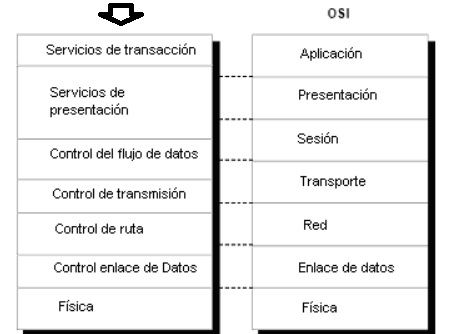 OSI
Servicios de transacción
Servicios de
presentación
Control del flujo de datos
Control de transmisión
Control de ruta
Control enlace de Datos
Física
Aplicación
Presentación
Sesión
Transporte
Red
Enlace de datos
Física